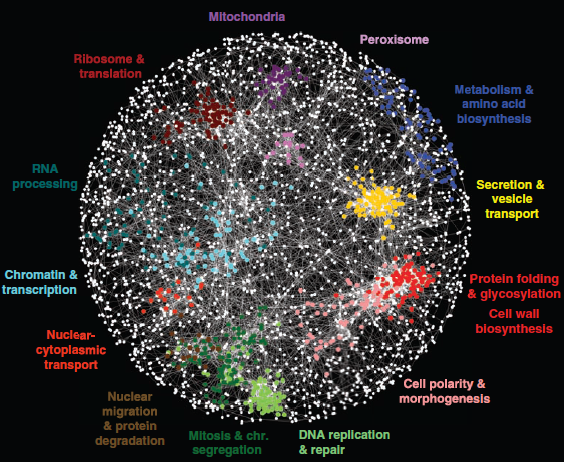 Mitochondria
Peroxisome
Ribosome &
translation
Metabolism &
amino acid
biosynthesis
RNA
processing
Secretion &
vesicle
transport
Chromatin &
transcription
Protein folding
& glycosylation
Cell wall
biosynthesis
Nuclear-
cytoplasmic
transport
Cell polarity &
morphogenesis
Nuclear
migration
& protein
degradation
Mitosis & chr.
segregation
DNA replication
& repair